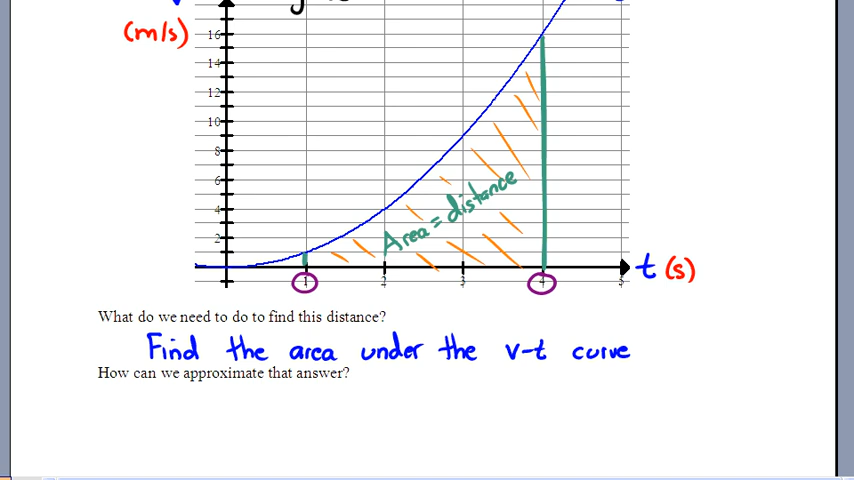 (m/s)
16
14
12
10
8
6
4
2
Area = distance
t (s)
1 2 3 4 5
What do we need to do to find this distance?
Find the area under the v-t curve
How can we approximate that answer?